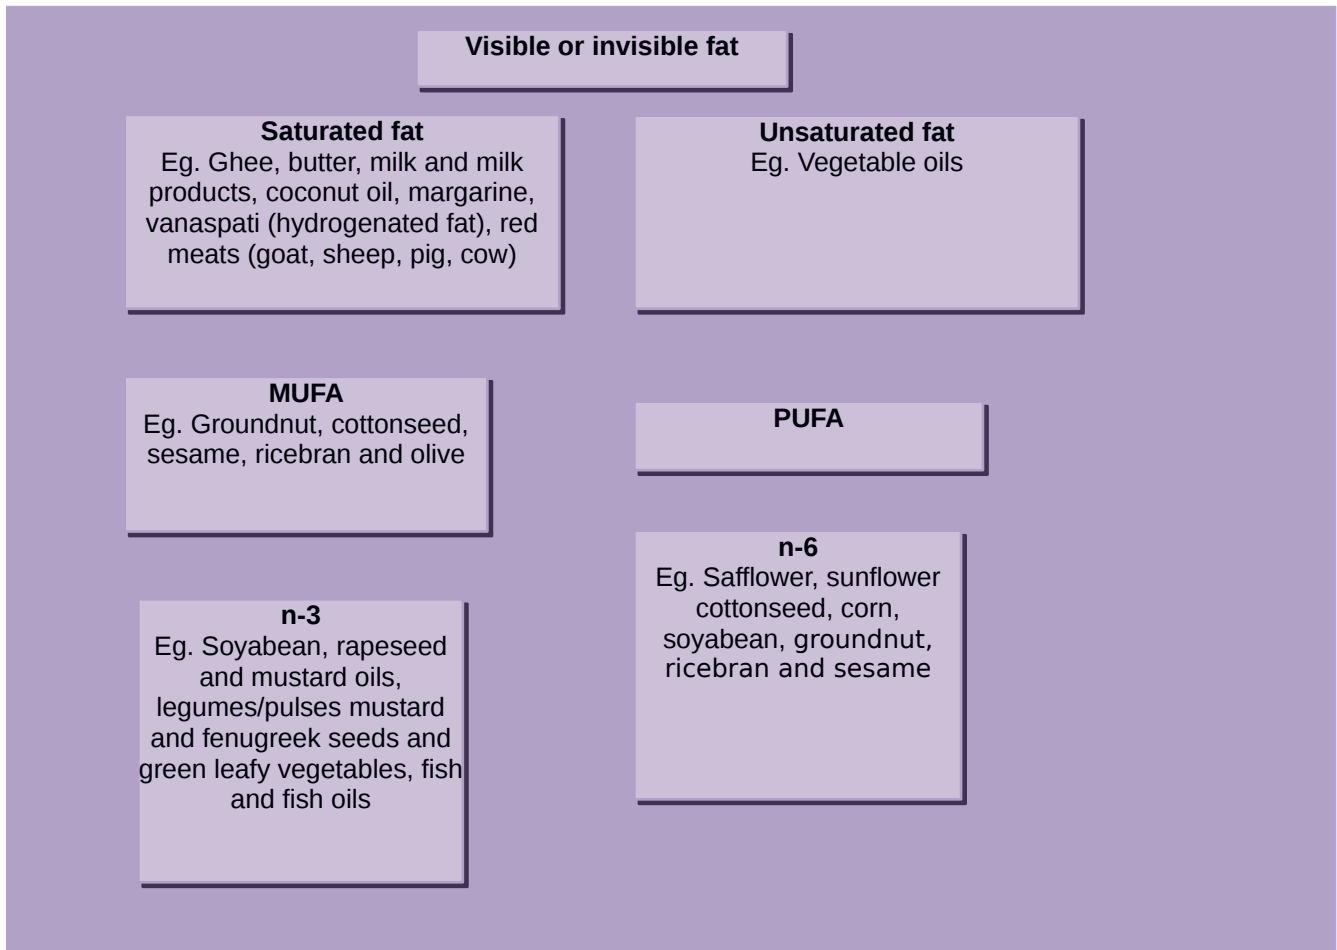 Visible or invisible fat
Saturated fat
Eg. Ghee, butter, milk and milk
products, coconut oil, margarine,
vanaspati (hydrogenated fat), red
meats (goat, sheep, pig, cow)
Unsaturated fat
Eg. Vegetable oils
MUFA
Eg. Groundnut, cottonseed,
sesame, ricebran and olive
PUFA
n-6
Eg. Safflower, sunflower
cottonseed, corn,
soyabean, groundnut,
ricebran and sesame
n-3
Eg. Soyabean, rapeseed
and mustard oils,
legumes/pulses mustard
and fenugreek seeds and
green leafy vegetables, fish
and fish oils